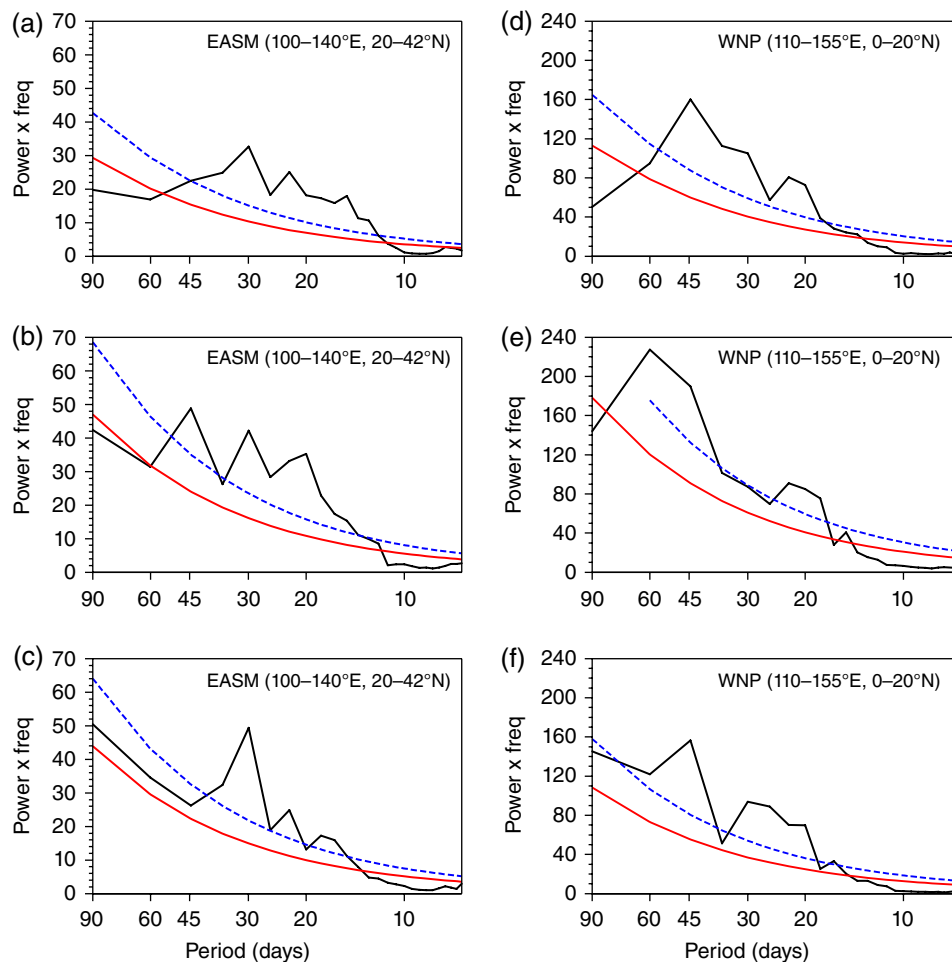 (a)
EASM (100–140°E, 20–42°N)
Power x freq
70
60
50
40
30
20
10
0
90 60 45 30 20 10
(d)
WNP (110–155°E, 0–20°N)
Power x freq
240
200
160
120
80
40
0
90 60 45 30 20 10
(b)
EASM (100–140°E, 20–42°N)
Power x freq
70
60
50
40
30
20
10
0
90 60 45 30 20 10
(e)
WNP (110–155°E, 0–20°N)
Power x freq
240
200
160
120
80
40
0
90 60 45 30 20 10
(c)
EASM (100–140°E, 20–42°N)
Power x freq
70
60
50
40
30
20
10
0
90 60 45 30 20 10
Period (days)
(f)
WNP (110–155°E, 0–20°N)
Power x freq
240
200
160
120
80
40
0
90 60 45 30 20 10
Period (days)